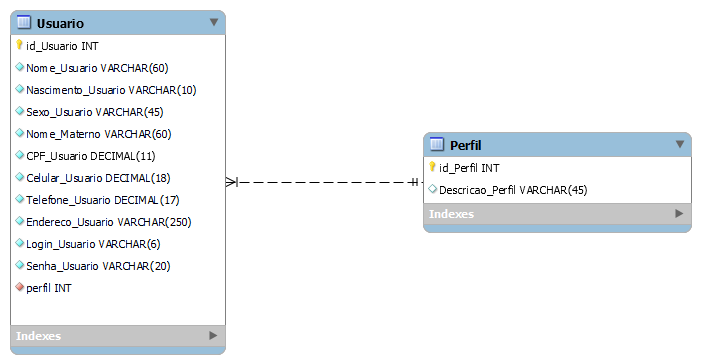 Usuario
id_Usuario INT
Nome_Usuario VARCHAR(60)
Nascimento_Usuario VARCHAR(10)
Sexo_Usuario VARCHAR(45)
Nome_Materno VARCHAR(60)
CPF_Usuario DECIMAL(11)
Celular_Usuario DECIMAL(18)
Telefone_Usuario DECIMAL(17)
Endereco_Usuario VARCHAR(250)
Login_Usuario VARCHAR(6)
Senha_Usuario VARCHAR(20)
perfil INT
Indexes
Perfil
id_Perfil INT
Descricao_Perfil VARCHAR(45)
Indexes